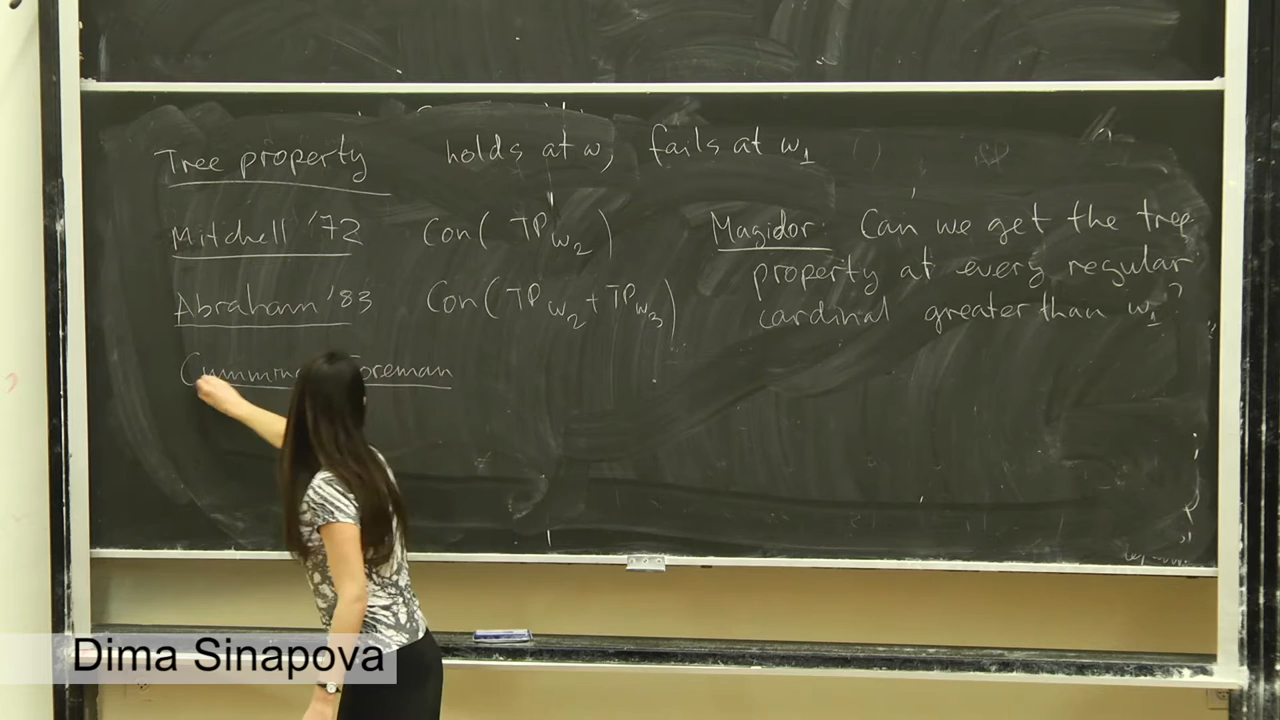 Tree property holds at ω, fails at ω₁
Mitchell '72 Con( TP_ω₂ )
Abraham '83 Con( TP_ω₂ + TP_ω₃ )
Magidor: Can we get the tree
property at every regular
cardinal greater than ω₁?
Foreman
Dima Sinapova